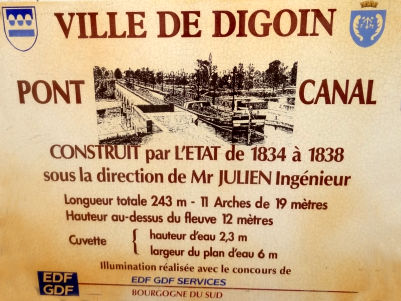 VILLE DE DIGOIN
PONT CANAL
CONSTRUIT par L'ETAT de 1834 à 1838
sous la direction de Mr JULIEN Ingénieur
Longueur totale 243 m - 11 Arches de 19 mètres
Hauteur au-dessus du fleuve 12 mètres
Cuvette { hauteur d'eau 2,3 m
largeur du plan d'eau 6 m
Illumination réalisée avec le concours de
EDF GDF
EDF GDF SERVICES
BOURGOGNE DU SUD